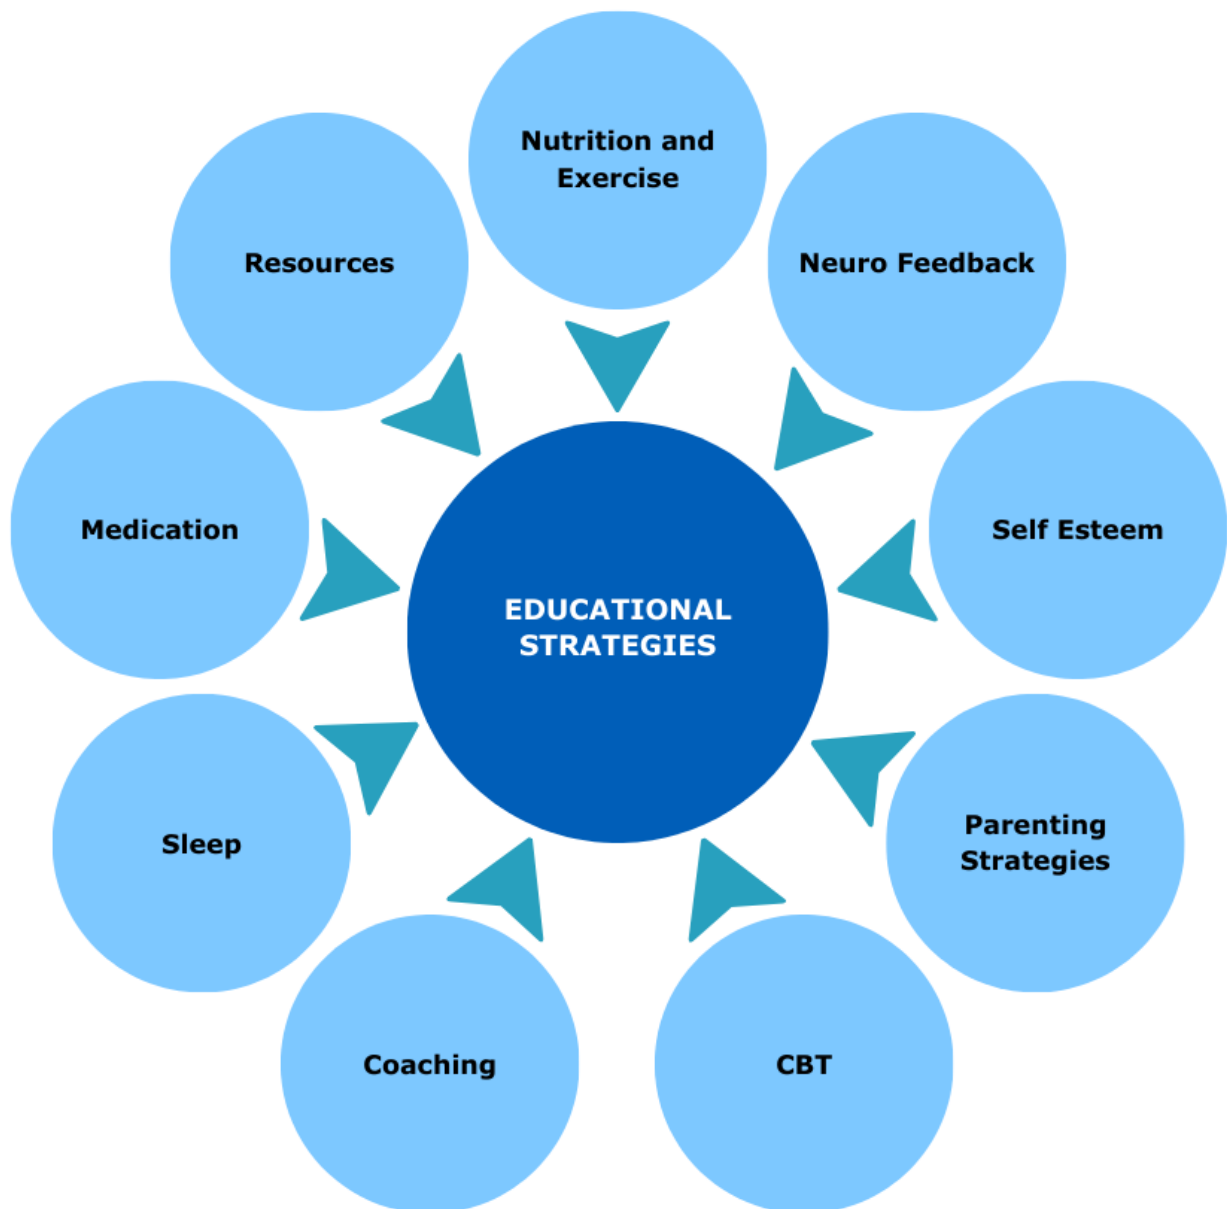 Nutrition and
Exercise
Resources
Neuro Feedback
Medication
Self Esteem
EDUCATIONAL
STRATEGIES
Sleep
Parenting
Strategies
Coaching
CBT